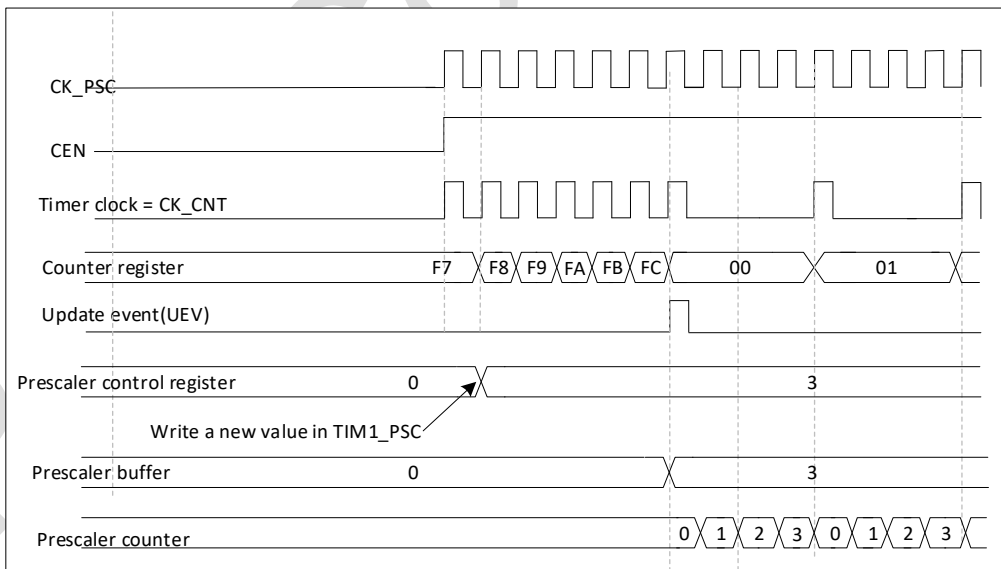 CK_PSC
CEN
Timer clock = CK_CNT
Counter register F7 F8 F9 FA FB FC 00 01
Update event(UEV)
Prescaler control register 0 3
Write a new value in TIM1_PSC
Prescaler buffer 0 3
Prescaler counter 0 1 2 3 0 1 2 3